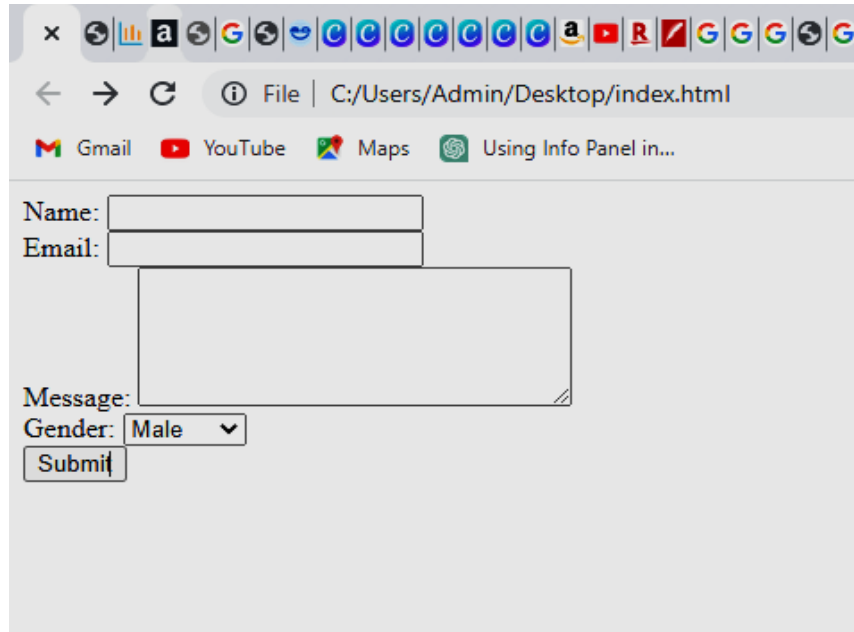 File C:/Users/Admin/Desktop/index.html
Gmail YouTube Maps Using Info Panel in...
Name:
Email:
Message:
Gender: Male
Submit